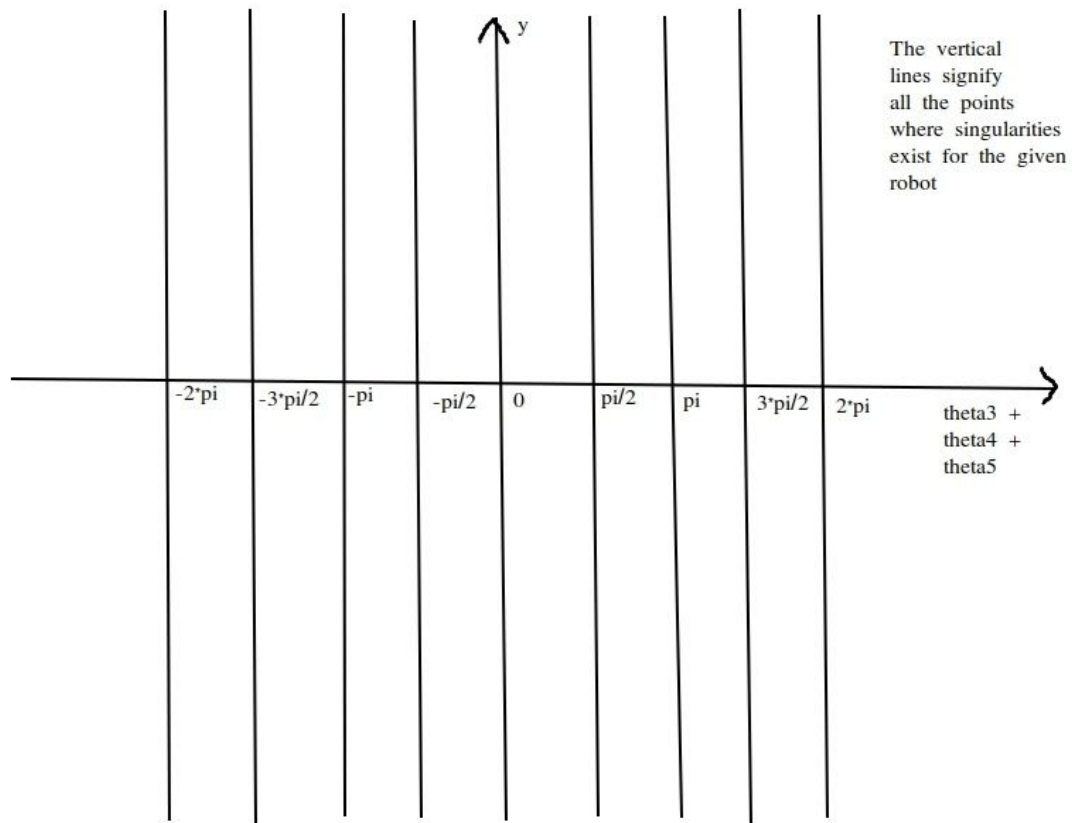 y
The vertical
lines signify
all the points
where singularities
exist for the given
robot
-2*pi
-3*pi/2
-pi
-pi/2
0
pi/2
pi
3*pi/2
2*pi
theta3 +
theta4 +
theta5